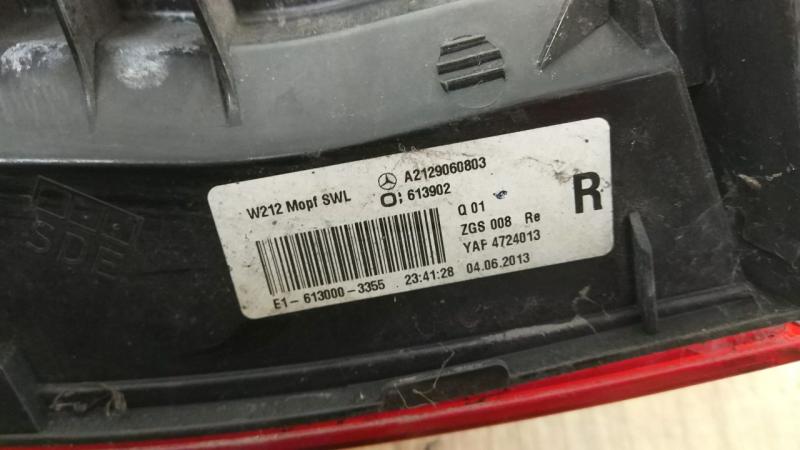 W212 Mopf SWL
A2129060803
613902
Q 01
ZGS 008 Re
YAF 4724013
R
E1- 613000- 3355 23:41:28 04.06.2013
SDE